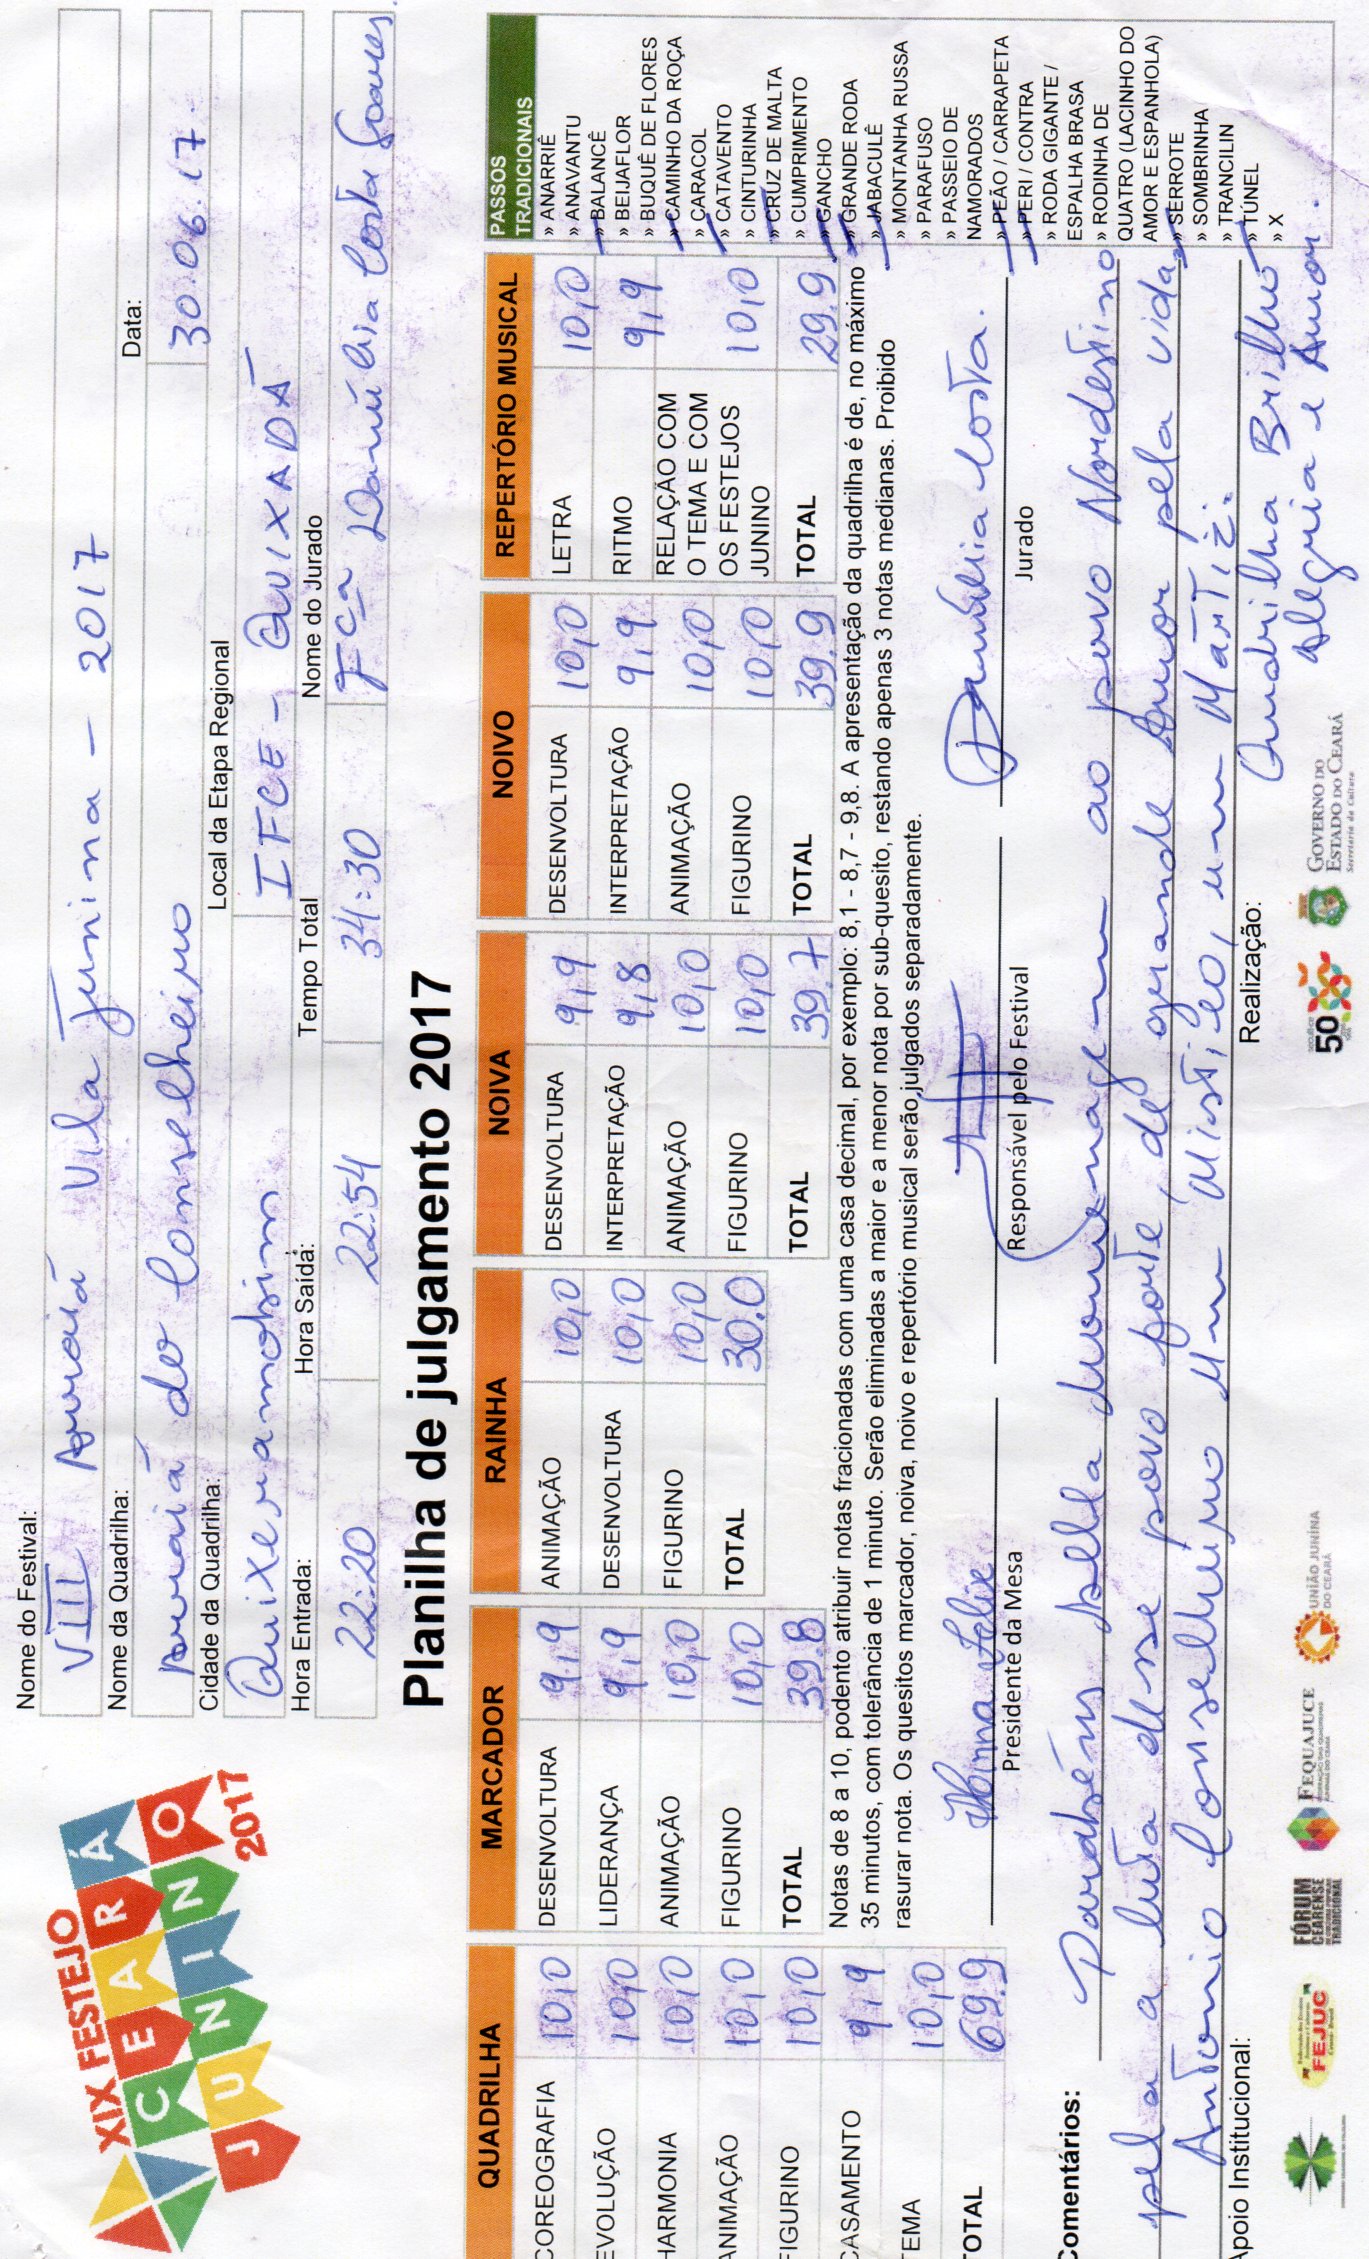 XIX FESTEJO
CEARÁ
JUNINO
2017
Nome do Festival:
VIII Arraiá Vila Junina - 2017
Nome da Quadrilha:
Data:
Arraiá do Conselheiro
30.06.17.
Cidade da Quadrilha:
Local da Etapa Regional
Quixeramobim
IFCE - QUIXADÁ
Hora Entrada:
Hora Saída:
Tempo Total
Nome do Jurado
22:20
22:54
34:30
Fca Danúbia Costa Soares.
Planilha de julgamento 2017
QUADRILHA
COREOGRAFIA 10,0
EVOLUÇÃO 10,0
HARMONIA 10,0
ANIMAÇÃO 10,0
FIGURINO 10,0
CASAMENTO 9,9
TEMA 10,0
TOTAL 69.9
MARCADOR
DESENVOLTURA 9.9
LIDERANÇA 9,9
ANIMAÇÃO 10,0
FIGURINO 10,0
TOTAL 39.8
RAINHA
ANIMAÇÃO 10,0
DESENVOLTURA 10,0
FIGURINO 10,0
TOTAL 30.0
NOIVA
DESENVOLTURA 9,9
INTERPRETAÇÃO 9,8
ANIMAÇÃO 10,0
FIGURINO 10,0
TOTAL 39.7
NOIVO
DESENVOLTURA 10,0
INTERPRETAÇÃO 9,9
ANIMAÇÃO 10,0
FIGURINO 10,0
TOTAL 39.9
REPERTÓRIO MUSICAL
LETRA 10,0
RITMO 9,9
RELAÇÃO COM
O TEMA E COM
OS FESTEJOS
JUNINO 10,0
TOTAL 29.9
PASSOS
TRADICIONAIS
» ANARRIÊ
» ANAVANTU
» BALANCÊ
» BEIJAFLOR
» BUQUÊ DE FLORES
» CAMINHO DA ROÇA
» CARACOL
» CATAVENTO
» CINTURINHA
» CRUZ DE MALTA
» CUMPRIMENTO
» GANCHO
» GRANDE RODA
» JABACULÊ
» MONTANHA RUSSA
» PARAFUSO
» PASSEIO DE
NAMORADOS
» PEÃO / CARRAPETA
» PERI / CONTRA
» RODA GIGANTE /
ESPALHA BRASA
» RODINHA DE
QUATRO (LACINHO DO
AMOR E ESPANHOLA)
» SERROTE
» SOMBRINHA
» TRANCILIN
» TÚNEL
» X
Notas de 8 a 10, podento atribuir notas fracionadas com uma casa decimal, por exemplo: 8,1 - 8,7 - 9,8. A apresentação da quadrilha é de, no máximo
35 minutos, com tolerância de 1 minuto. Serão eliminadas a maior e a menor nota por sub-quesito, restando apenas 3 notas medianas. Proibido
rasurar nota. Os quesitos marcador, noiva, noivo e repertório musical serão julgados separadamente.
Presidente da Mesa
Responsável pelo Festival
Danúbia Costa.
Jurado
Comentários:
Parabéns pella homenagem ao povo Nordestino
pela a luta desse povo forte, de grande Amor pela vida,
Antonio Conselheiro Um Mistico, um Martíz.
Quadrilha Brilho
Alegria e Amor.
Apoio Institucional:
Realização:
FEJUC
FÓRUM
CEARENSE
TRADICIONAL
FEQUAJUCE
UNIÃO JUNINA
DO CEARÁ
50
GOVERNO DO
ESTADO DO CEARÁ
Secretaria da Cultura